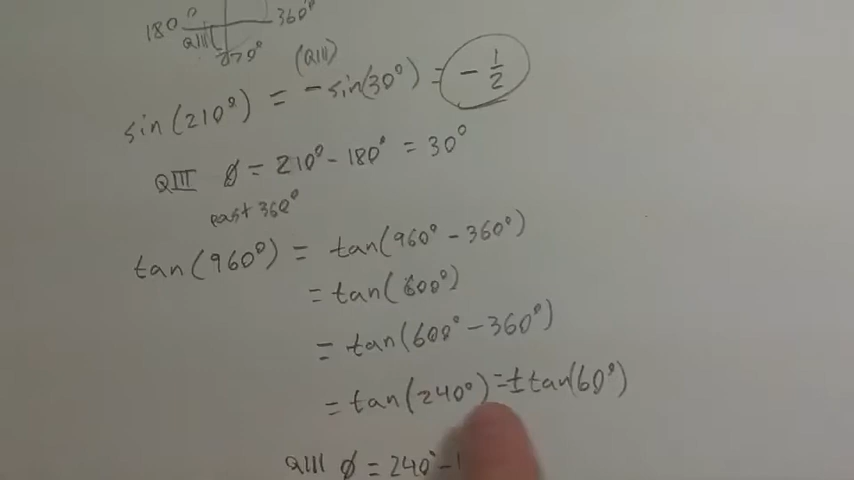 180° 360°
QIII 270°
(QIII)
sin(210°) = -sin(30°) = -1/2
QIII ∅ = 210° - 180° = 30°
past 360°
tan(960°) = tan(960° - 360°)
= tan(600°)
= tan(600° - 360°)
= tan(240°) = ± tan(60°)
QIII ∅ = 240° -